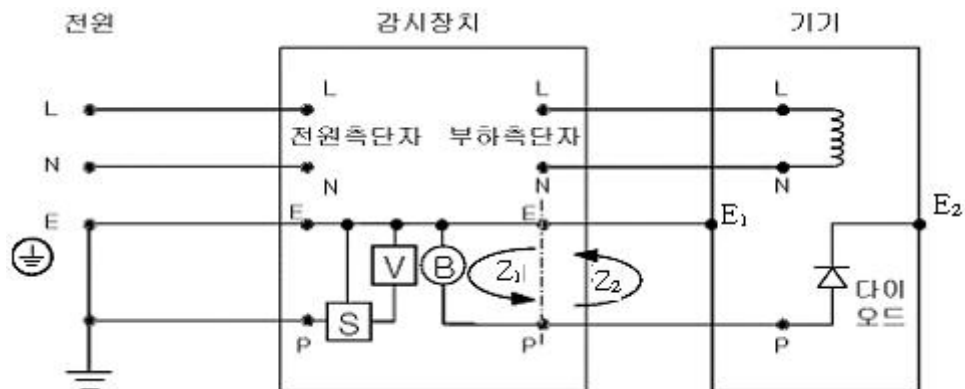 전원 감시장치 기기
L L L L
전원측단자 부하측단자
N N N N
E E E E₁ E₂
V B Z₁ Z₂
다이
오드
S
P P P